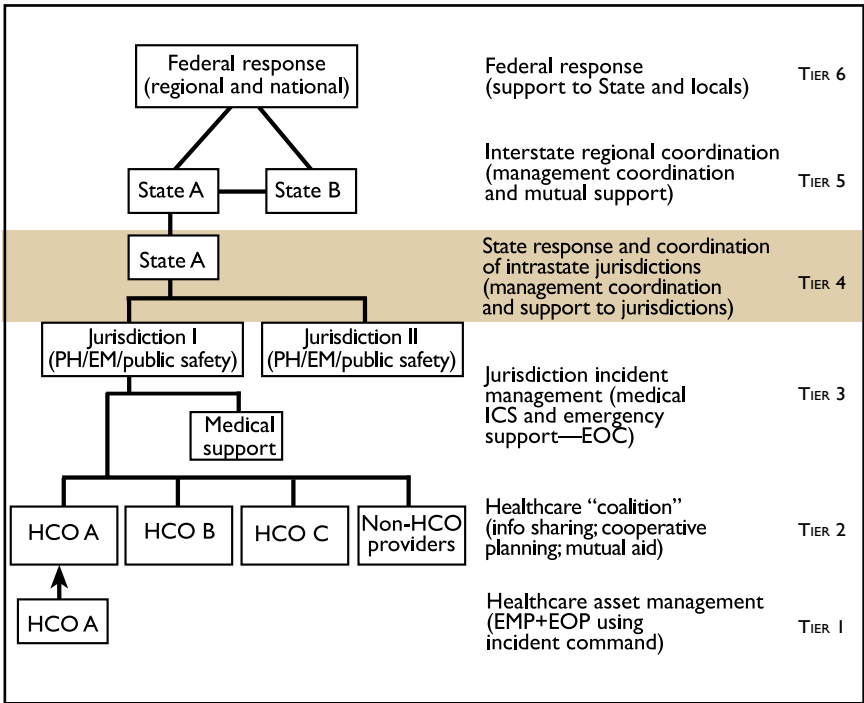 Federal response
(regional and national)
Federal response
(support to State and locals)
TIER 6
State A
State B
Interstate regional coordination
(management coordination
and mutual support)
TIER 5
State A
State response and coordination
of intrastate jurisdictions
(management coordination
and support to jurisdictions)
TIER 4
Jurisdiction I
(PH/EM/public safety)
Jurisdiction II
(PH/EM/public safety)
Medical
support
Jurisdiction incident
management (medical
ICS and emergency
support—EOC)
TIER 3
HCO A
HCO B
HCO C
Non-HCO
providers
Healthcare “coalition”
(info sharing; cooperative
planning; mutual aid)
TIER 2
HCO A
Healthcare asset management
(EMP+EOP using
incident command)
TIER 1